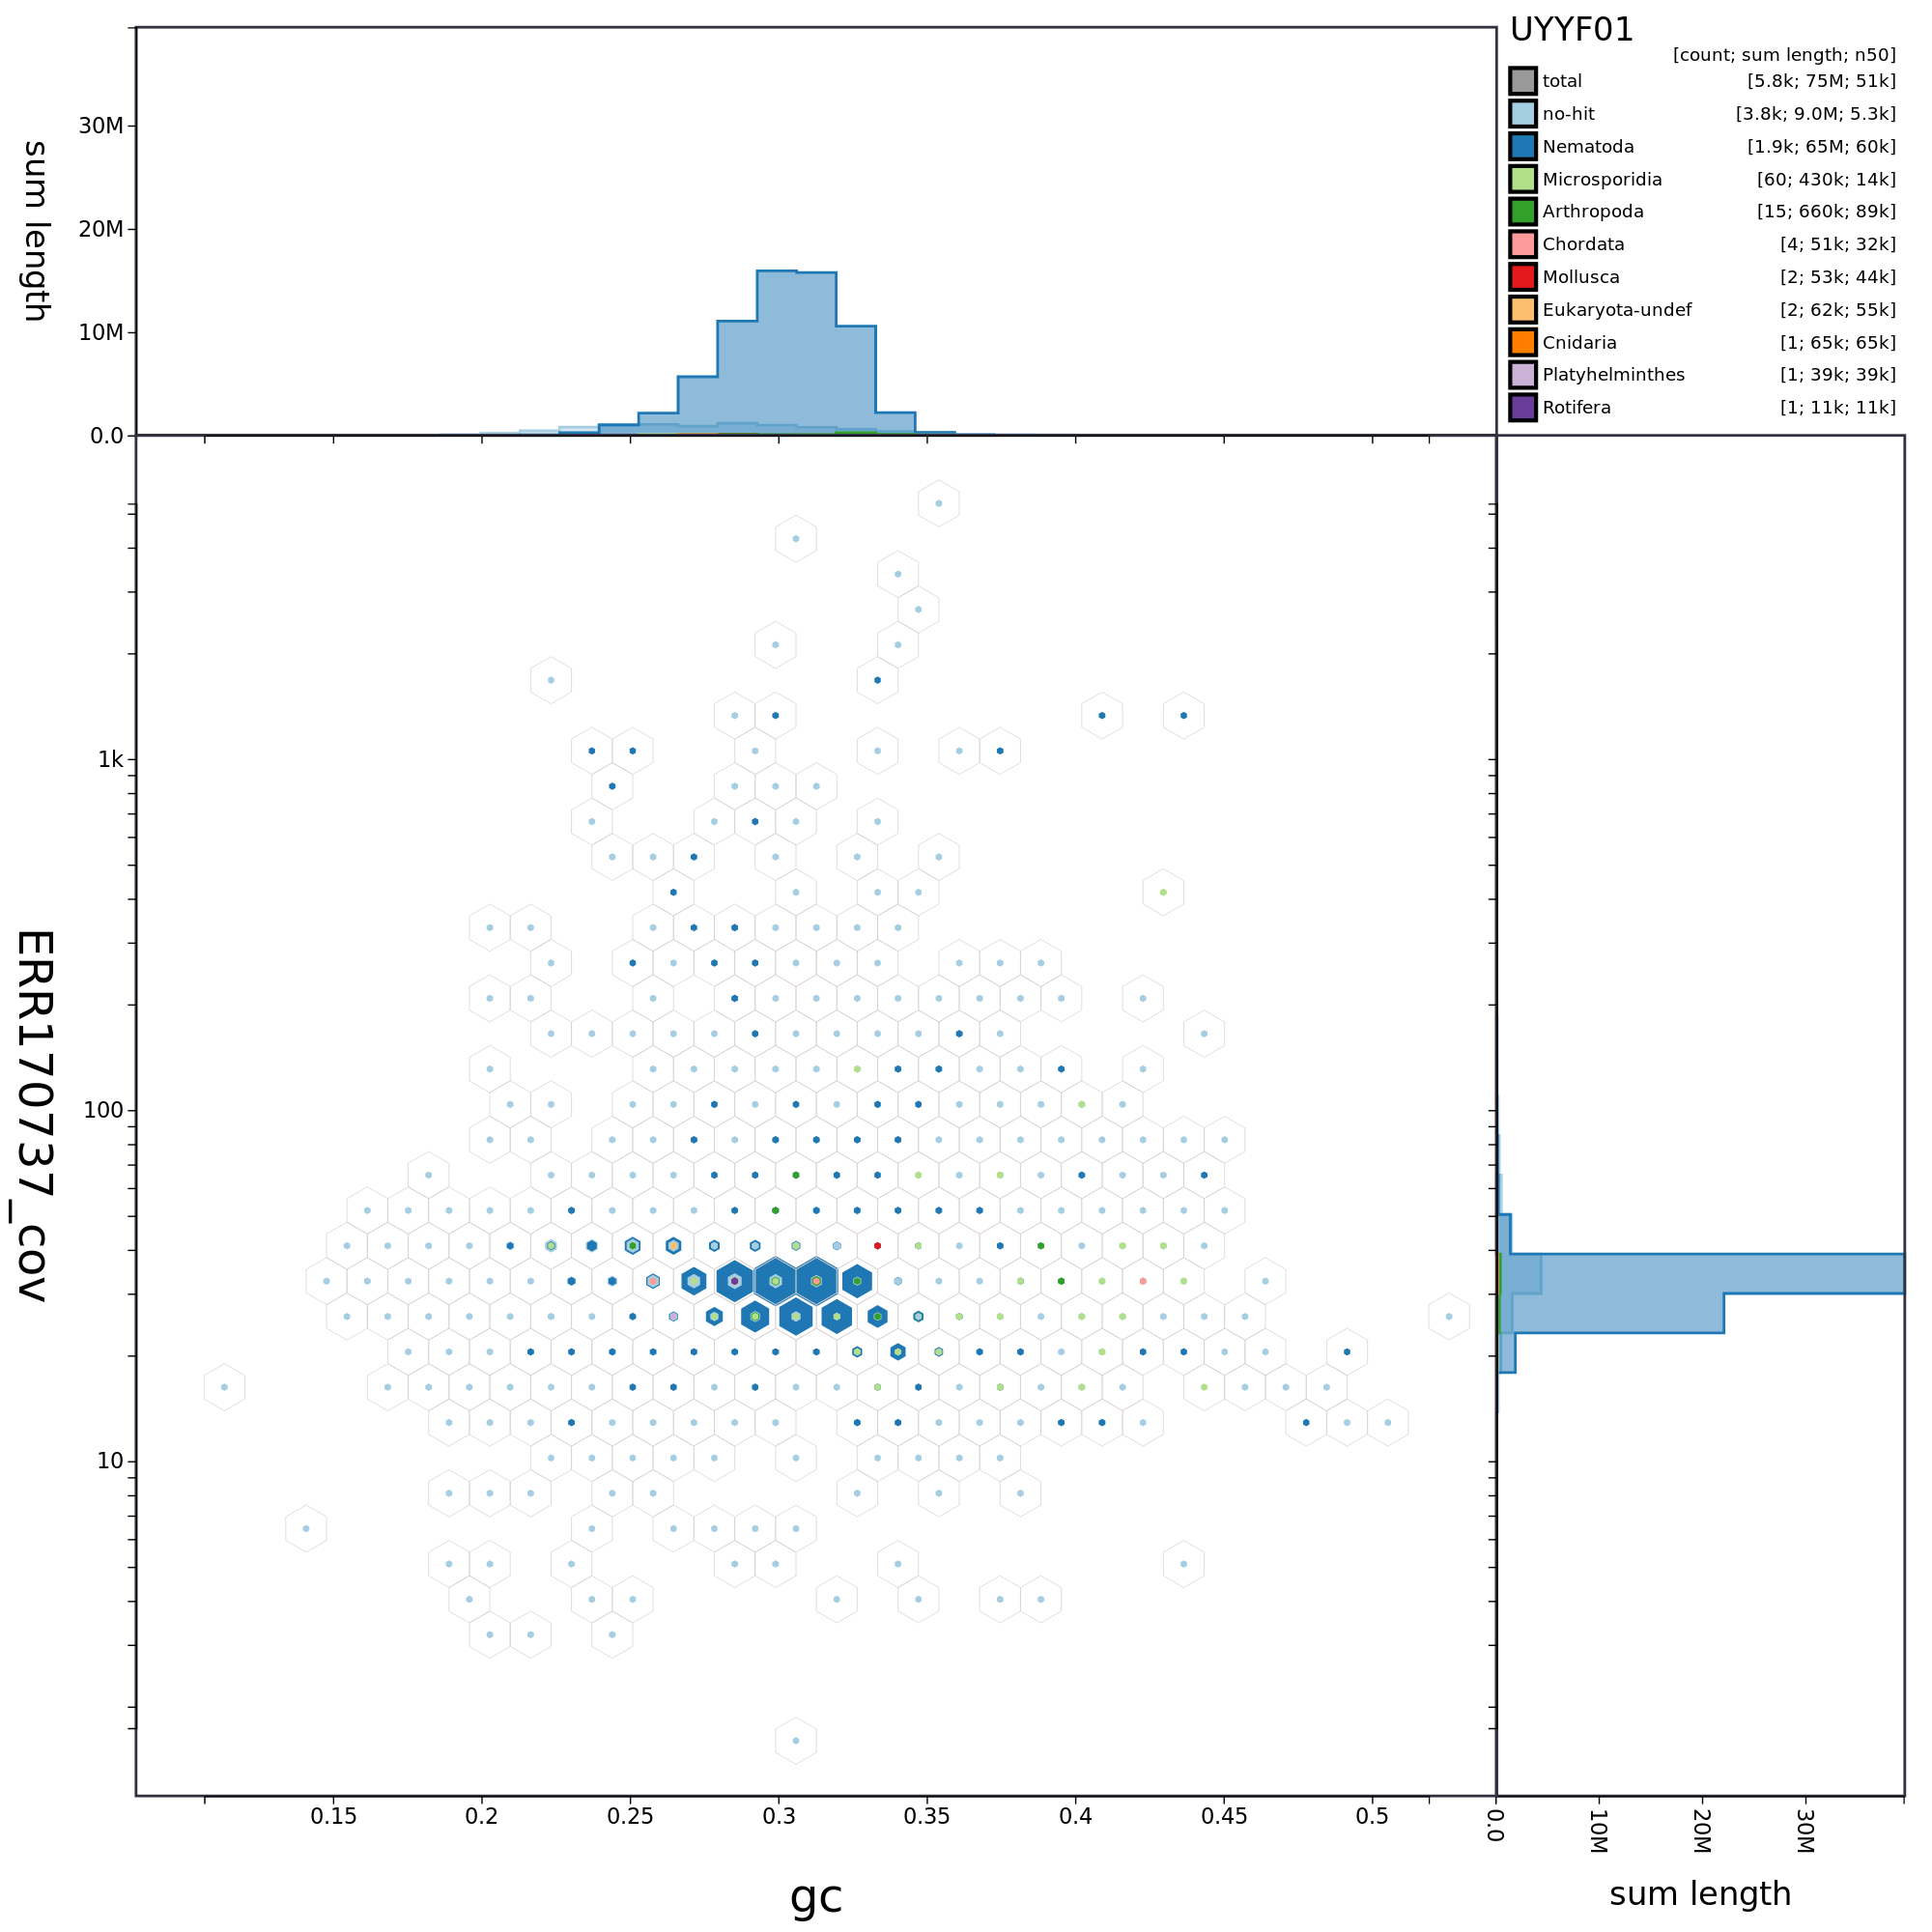 UYYF01
[count; sum length; n50]
total [5.8k; 75M; 51k]
no-hit [3.8k; 9.0M; 5.3k]
Nematoda [1.9k; 65M; 60k]
Microsporidia [60; 430k; 14k]
Arthropoda [15; 660k; 89k]
Chordata [4; 51k; 32k]
Mollusca [2; 53k; 44k]
Eukaryota-undef [2; 62k; 55k]
Cnidaria [1; 65k; 65k]
Platyhelminthes [1; 39k; 39k]
Rotifera [1; 11k; 11k]
sum length
30M
20M
10M
0.0
ERR1770737_cov
1k
100
10
0.15 0.2 0.25 0.3 0.35 0.4 0.45 0.5
gc
0.0 10M 20M 30M
sum length